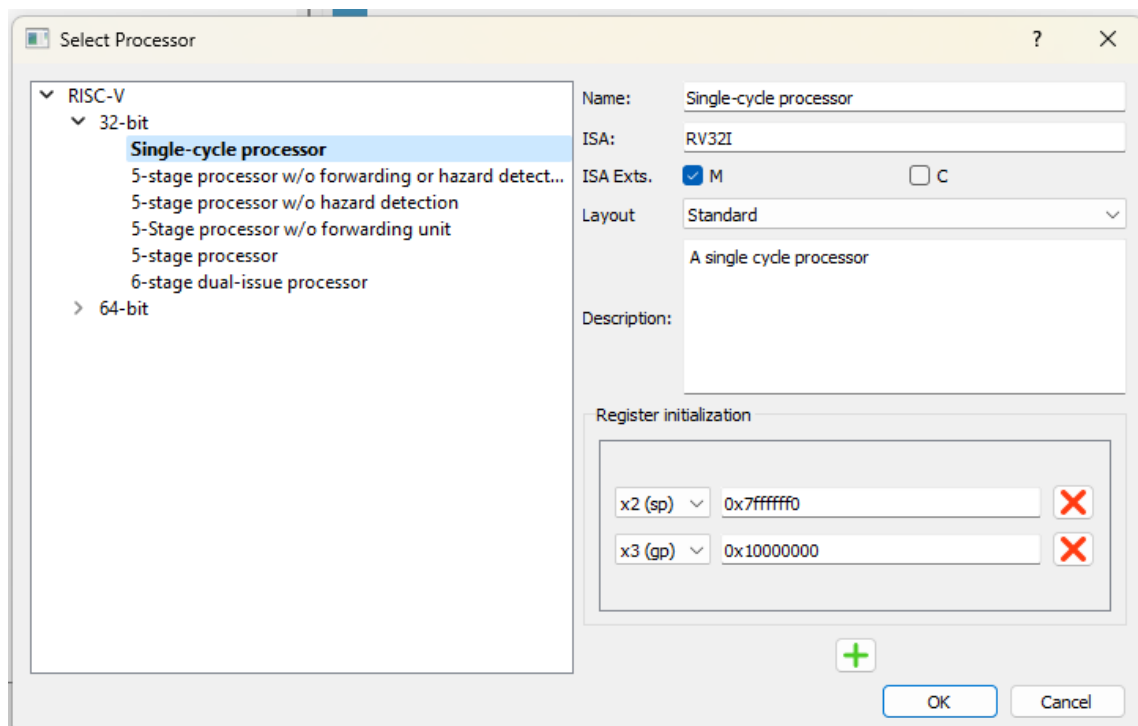 Select Processor
?
RISC-V
32-bit
Single-cycle processor
5-stage processor w/o forwarding or hazard detect...
5-stage processor w/o hazard detection
5-Stage processor w/o forwarding unit
5-stage processor
6-stage dual-issue processor
64-bit
Name: Single-cycle processor
ISA: RV32I
ISA Exts. M C
Layout Standard
Description: A single cycle processor
Register initialization
x2 (sp) 0x7ffffff0
x3 (gp) 0x10000000
OK Cancel